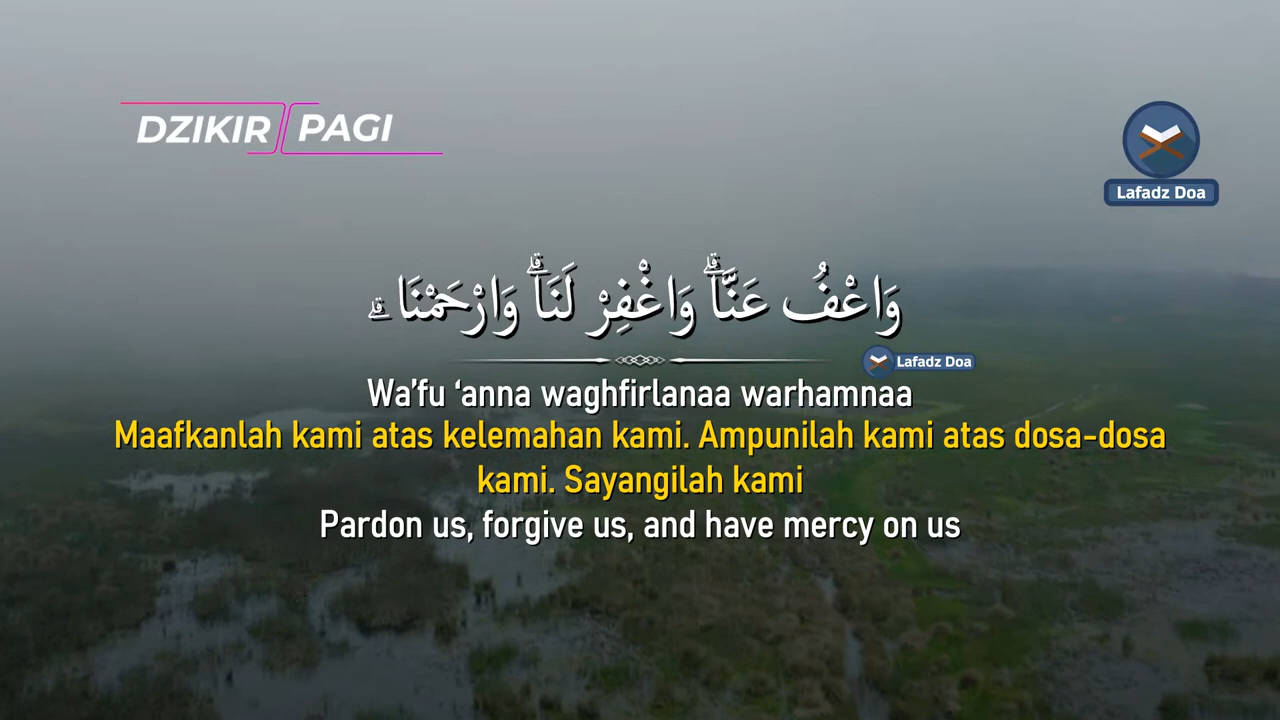 DZIKIR PAGI
Lafadz Doa
وَاعْفُ عَنَّاۗ وَاغْفِرْ لَنَاۗ وَارْحَمْنَاۗ
Lafadz Doa
Wa’fu ‘anna waghfirlanaa warhamnaa
Maafkanlah kami atas kelemahan kami. Ampunilah kami atas dosa-dosa
kami. Sayangilah kami
Pardon us, forgive us, and have mercy on us